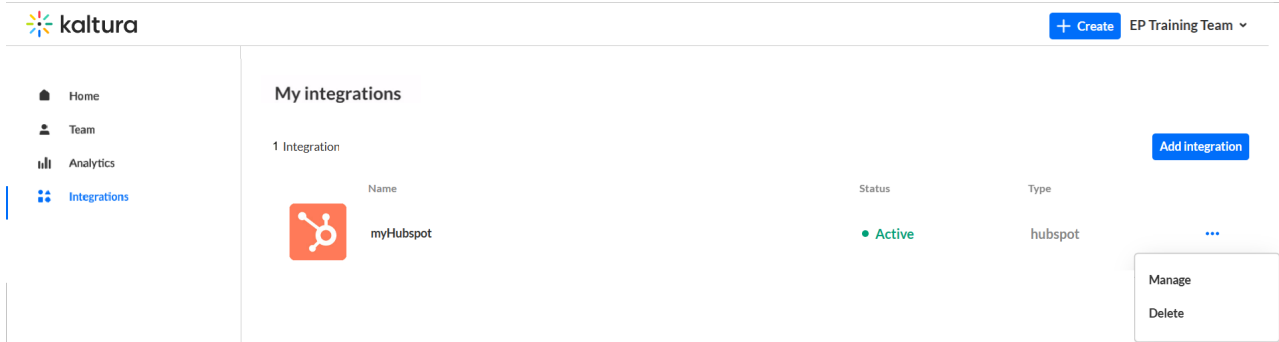 kaltura
+ Create
EP Training Team
Home
Team
Analytics
Integrations
My integrations
1 Integration
Add integration
Name Status Type
myHubspot Active hubspot
Manage
Delete